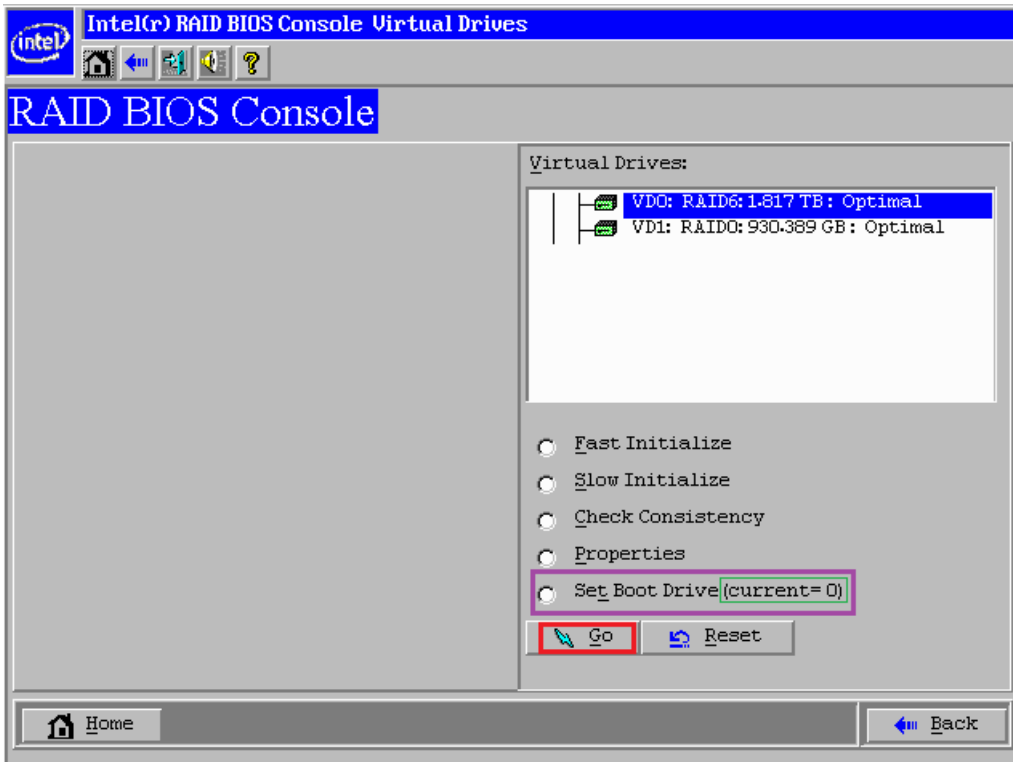 Intel(r) RAID BIOS Console Virtual Drives
intel
RAID BIOS Console
Virtual Drives:
VD0: RAID6: 1.817 TB: Optimal
VD1: RAID0: 930.389 GB: Optimal
Fast Initialize
Slow Initialize
Check Consistency
Properties
Set Boot Drive (current= 0)
Go Reset
Home Back